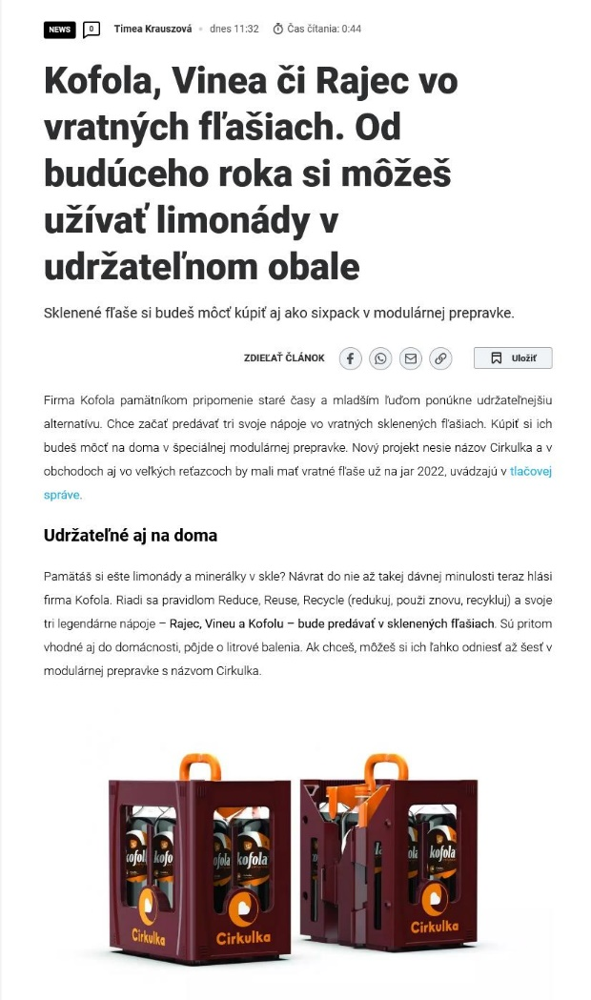 NEWS 0 Timea Krauszová • dnes 11:32 Čas čítania: 0:44
Kofola, Vinea či Rajec vo
vratných fľašiach. Od
budúceho roka si môžeš
užívať limonády v
udržateľnom obale
Sklenené fľaše si budeš môcť kúpiť aj ako sixpack v modulárnej prepravke.
ZDIEĽAŤ ČLÁNOK Uložiť
Firma Kofola pamätníkom pripomenie staré časy a mladším ľuďom ponúkne udržateľnejšiu
alternatívu. Chce začať predávať tri svoje nápoje vo vratných sklenených fľašiach. Kúpiť si ich
budeš môcť na doma v špeciálnej modulárnej prepravke. Nový projekt nesie názov Cirkulka a v
obchodoch aj vo veľkých reťazcoch by mali mať vratné fľaše už na jar 2022, uvádzajú v tlačovej
správe.
Udržateľné aj na doma
Pamätáš si ešte limonády a minerálky v skle? Návrat do nie až takej dávnej minulosti teraz hlási
firma Kofola. Riadi sa pravidlom Reduce, Reuse, Recycle (redukuj, použi znovu, recykluj) a svoje
tri legendárne nápoje – Rajec, Vineu a Kofolu – bude predávať v sklenených fľašiach. Sú pritom
vhodné aj do domácnosti, pôjde o litrové balenia. Ak chceš, môžeš si ich ľahko odniesť až šesť v
modulárnej prepravke s názvom Cirkulka.
kofola
kofola
Cirkulka
Cirkulka